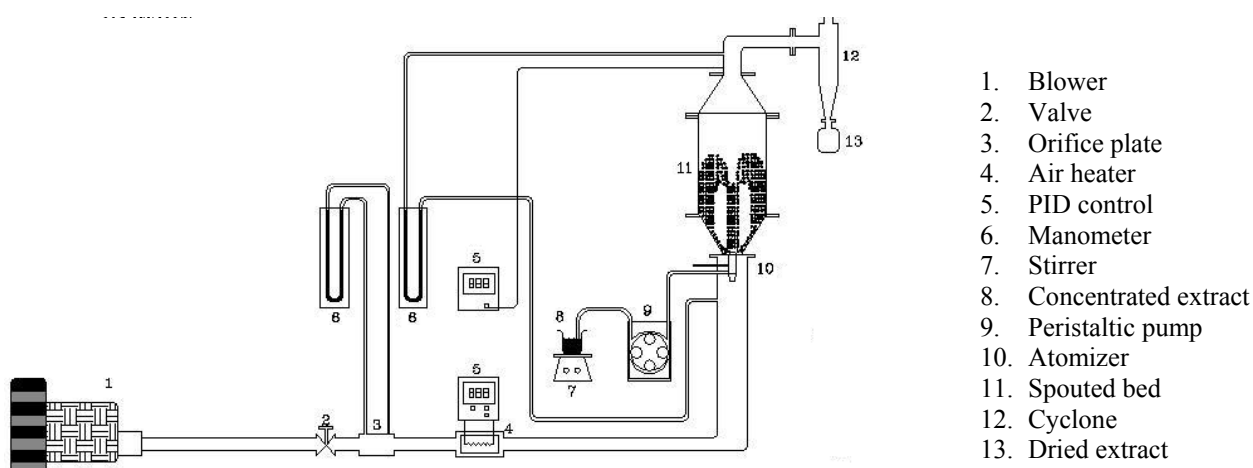 12
13
11
10
5
888
6
6
8
9
7
5
888
1
2
3
4
1. Blower
2. Valve
3. Orifice plate
4. Air heater
5. PID control
6. Manometer
7. Stirrer
8. Concentrated extract
9. Peristaltic pump
10. Atomizer
11. Spouted bed
12. Cyclone
13. Dried extract